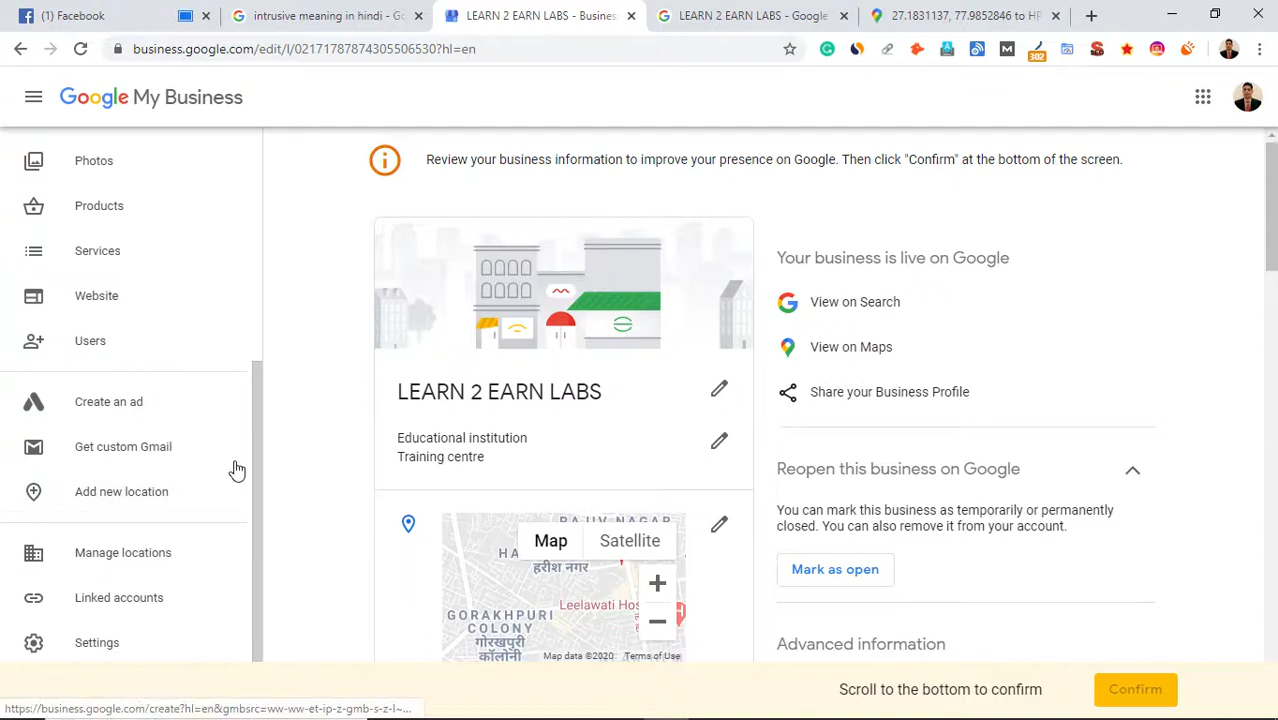 (1) Facebook
intrusive meaning in hindi - G
LEARN 2 EARN LABS - Busines
LEARN 2 EARN LABS - Google
27.1831137, 77.9852846 to HP
business.google.com/edit/l/02171787874305506530?hl=en
302
Google My Business
Photos
Products
Services
Website
Users
Create an ad
Get custom Gmail
Add new location
Manage locations
Linked accounts
Settings
Review your business information to improve your presence on Google. Then click "Confirm" at the bottom of the screen.
LEARN 2 EARN LABS
Educational institution
Training centre
Map
Satellite
हरीश नगर
Leelawati Hos
GORAKHPURI
COLONY
गोरखपुरी
कॉलोनी
Map data ©2020
Terms of Use
Your business is live on Google
View on Search
View on Maps
Share your Business Profile
Reopen this business on Google
You can mark this business as temporarily or permanently
closed. You can also remove it from your account.
Mark as open
Advanced information
Scroll to the bottom to confirm
Confirm
https://business.google.com/create?hl=en&gmbsrc=ww-ww-et-ip-z-gmb-s-z-l~...